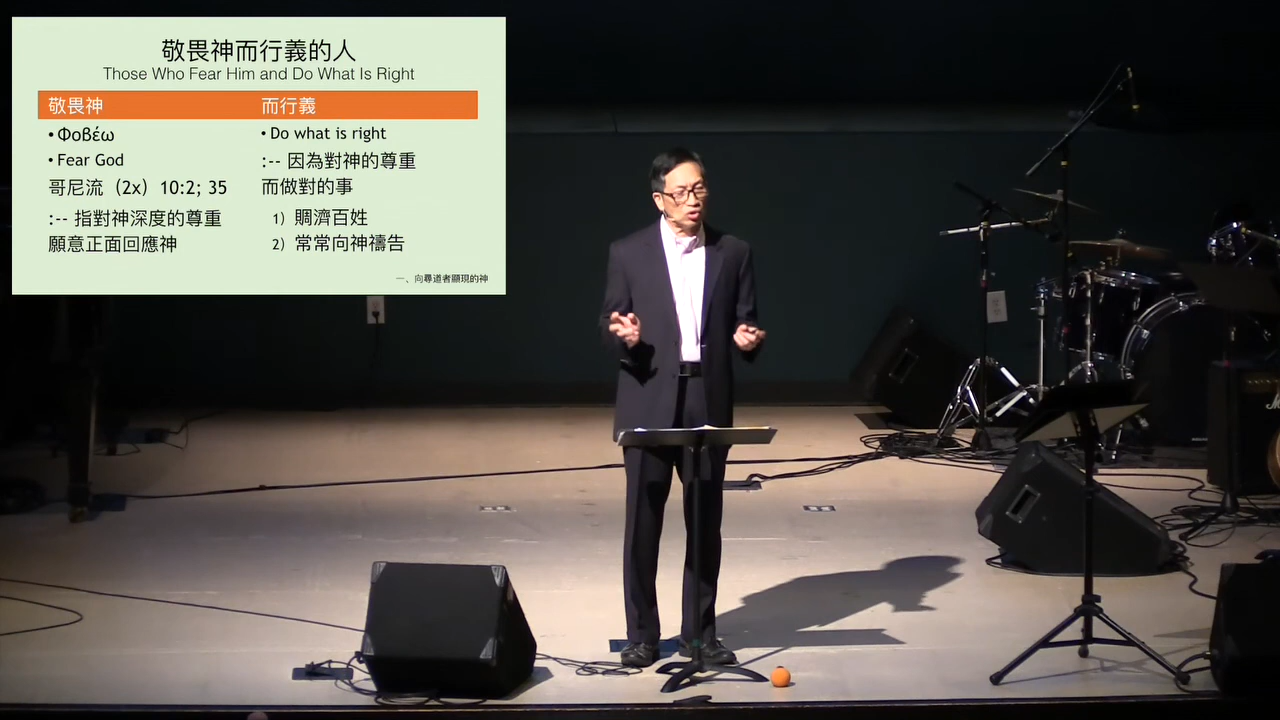 敬畏神而行義的人
Those Who Fear Him and Do What Is Right
敬畏神
而行義
• Φοβέω
• Fear God
哥尼流（2x）10:2; 35
:-- 指對神深度的尊重
願意正面回應神
• Do what is right
:-- 因為對神的尊重
而做對的事
1) 賙濟百姓
2) 常常向神禱告
一、向尋道者顯現的神